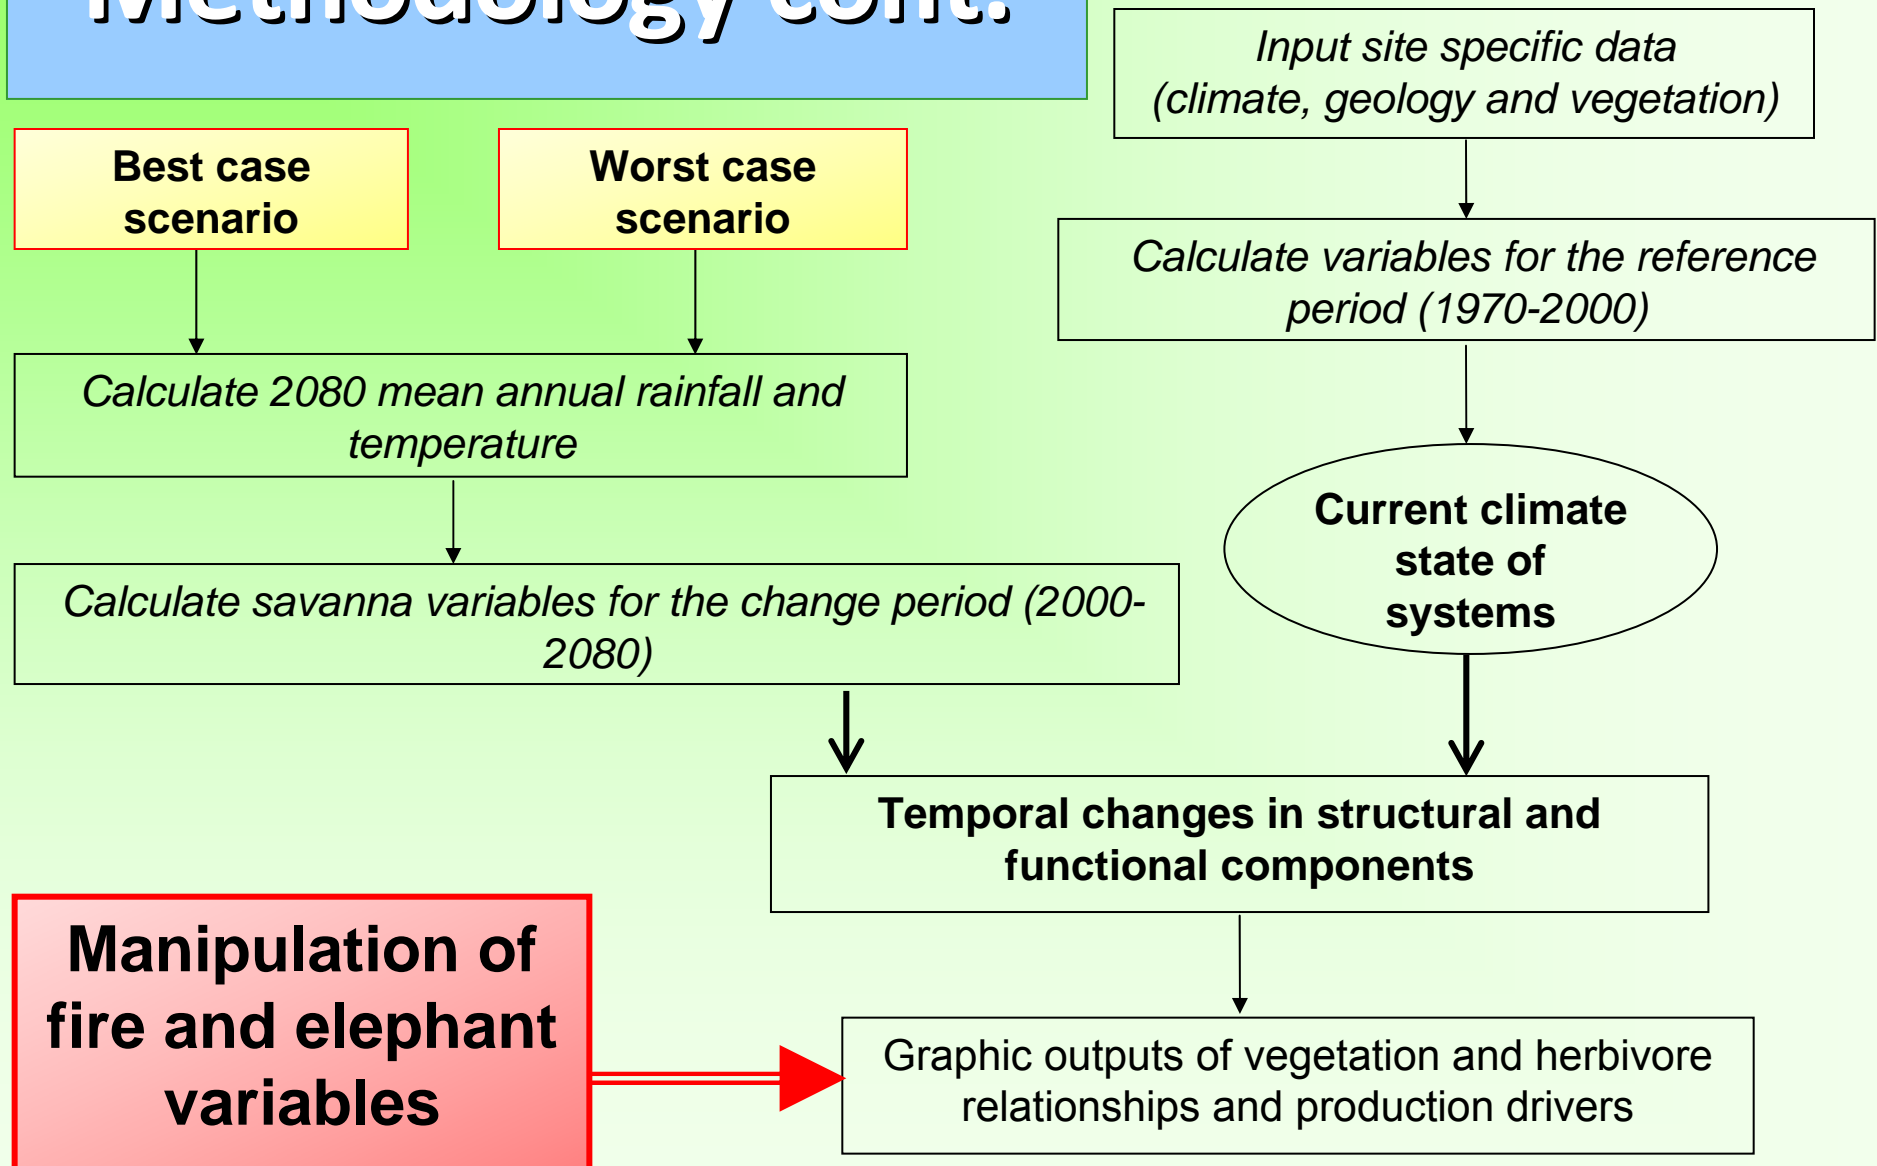 Methodology cont.
Input site specific data
(climate, geology and vegetation)
Best case
scenario
Worst case
scenario
Calculate variables for the reference
period (1970-2000)
Calculate 2080 mean annual rainfall and
temperature
Current climate
state of
systems
Calculate savanna variables for the change period (2000-
2080)
Temporal changes in structural and
functional components
Manipulation of
fire and elephant
variables
Graphic outputs of vegetation and herbivore
relationships and production drivers